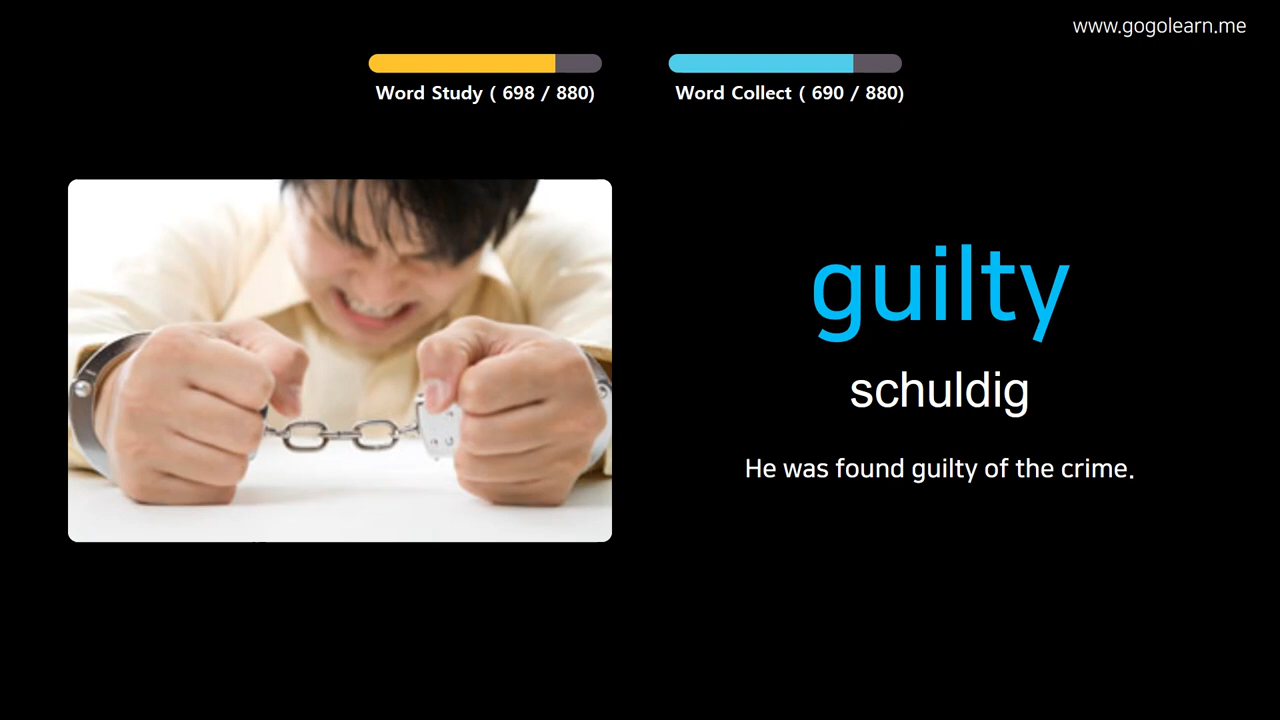 www.gogolearn.me
Word Study ( 698 / 880)
Word Collect ( 690 / 880)
guilty
schuldig
He was found guilty of the crime.